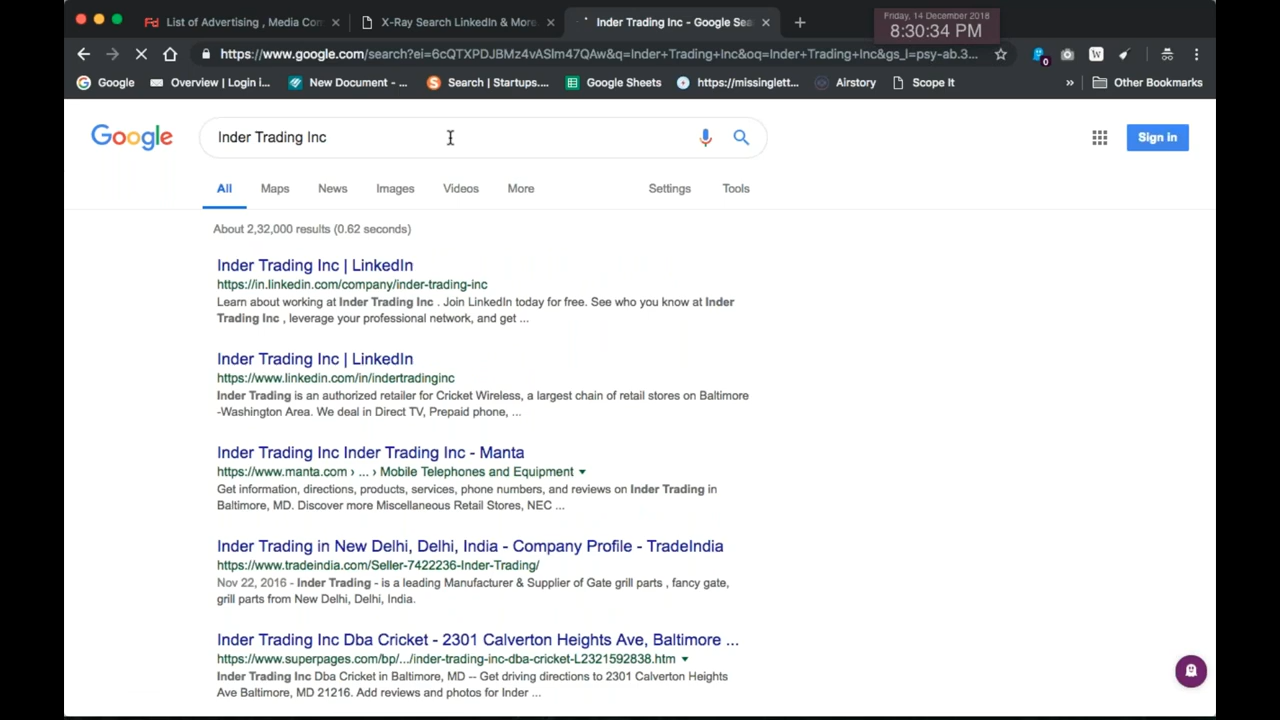 Friday, 14 December 2018
8:30:34 PM
List of Advertising , Media Con
X-Ray Search LinkedIn & More.
Inder Trading Inc - Google Sea
https://www.google.com/search?ei=6cQTXPDJBMz4vASlm47QAw&q=Inder+Trading+Inc&oq=Inder+Trading+Inc&gs_l=psy-ab.3...
0
Google
Overview | Login i...
New Document - ...
Search | Startups....
Google Sheets
https://missinglett...
Airstory
Scope It
»
Other Bookmarks
Google
Inder Trading Inc
Sign in
All
Maps
News
Images
Videos
More
Settings
Tools
About 2,32,000 results (0.62 seconds)
Inder Trading Inc | LinkedIn
https://in.linkedin.com/company/inder-trading-inc
Learn about working at Inder Trading Inc . Join LinkedIn today for free. See who you know at Inder
Trading Inc , leverage your professional network, and get ...
Inder Trading Inc | LinkedIn
https://www.linkedin.com/in/indertradinginc
Inder Trading is an authorized retailer for Cricket Wireless, a largest chain of retail stores on Baltimore
-Washington Area. We deal in Direct TV, Prepaid phone, ...
Inder Trading Inc Inder Trading Inc - Manta
https://www.manta.com › ... › Mobile Telephones and Equipment
Get information, directions, products, services, phone numbers, and reviews on Inder Trading in
Baltimore, MD. Discover more Miscellaneous Retail Stores, NEC ...
Inder Trading in New Delhi, Delhi, India - Company Profile - TradeIndia
https://www.tradeindia.com/Seller-7422236-Inder-Trading/
Nov 22, 2016 - Inder Trading - is a leading Manufacturer & Supplier of Gate grill parts , fancy gate,
grill parts from New Delhi, Delhi, India.
Inder Trading Inc Dba Cricket - 2301 Calverton Heights Ave, Baltimore ...
https://www.superpages.com/bp/.../inder-trading-inc-dba-cricket-L2321592838.htm
Inder Trading Inc Dba Cricket in Baltimore, MD -- Get driving directions to 2301 Calverton Heights
Ave Baltimore, MD 21216. Add reviews and photos for Inder ...